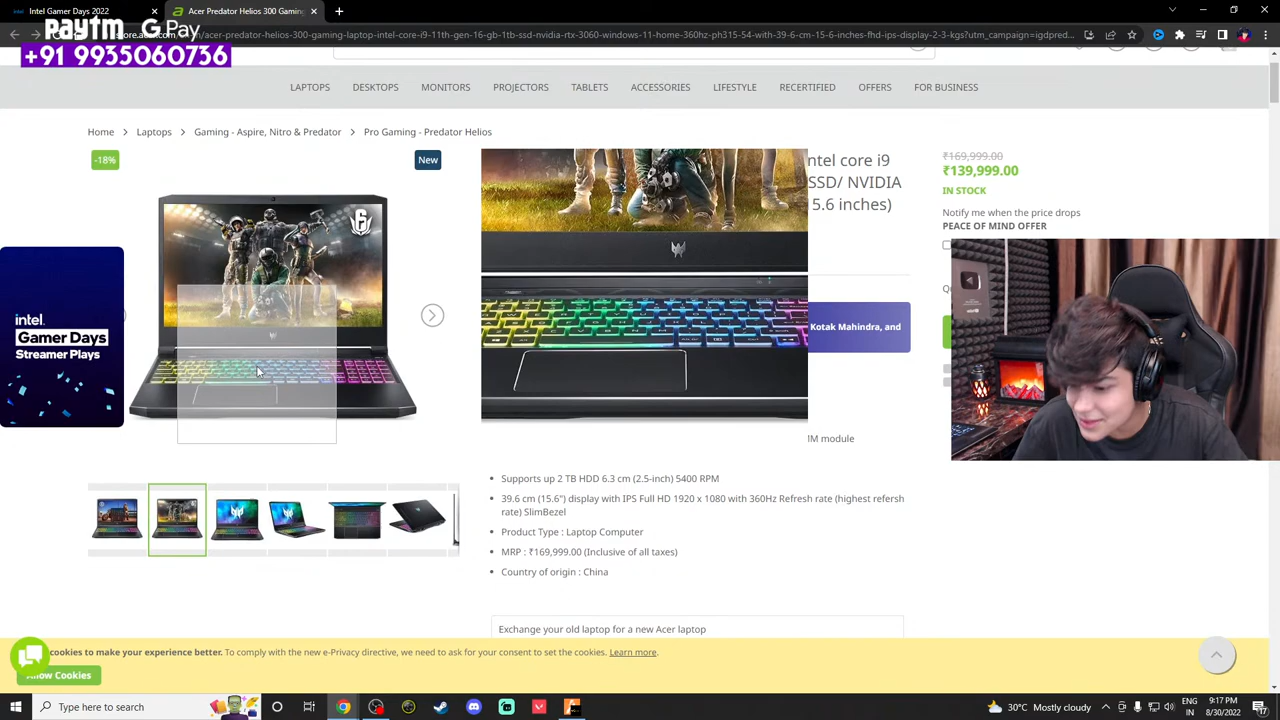 Intel Gamer Days 2022
Acer Predator Helios 300 Gaming
Paytm G Pay
+91 9935060736
store.acer.com/acer-predator-helios-300-gaming-laptop-intel-core-i9-11th-gen-16-gb-1tb-ssd-nvidia-rtx-3060-windows-11-home-360hz-ph315-54-with-39-6-cm-15-6-inches-fhd-ips-display-2-3-kgs?utm_campaign=igdpred...
LAPTOPS DESKTOPS MONITORS PROJECTORS TABLETS ACCESSORIES LIFESTYLE RECERTIFIED OFFERS FOR BUSINESS
Home > Laptops > Gaming - Aspire, Nitro & Predator > Pro Gaming - Predator Helios
-18%
New
ntel core i9
SSD/ NVIDIA
5.6 inches)
₹169,999.00
₹139,999.00
IN STOCK
Notify me when the price drops
PEACE OF MIND OFFER
intel.
Gamer Days
Streamer Plays
Kotak Mahindra, and
IM module
• Supports up 2 TB HDD 6.3 cm (2.5-inch) 5400 RPM
• 39.6 cm (15.6") display with IPS Full HD 1920 x 1080 with 360Hz Refresh rate (highest refersh
rate) SlimBezel
• Product Type : Laptop Computer
• MRP : ₹169,999.00 (Inclusive of all taxes)
• Country of origin : China
Exchange your old laptop for a new Acer laptop
cookies to make your experience better. To comply with the new e-Privacy directive, we need to ask for your consent to set the cookies. Learn more.
Allow Cookies
Type here to search
30°C Mostly cloudy
ENG
IN
9:17 PM
8/30/2022